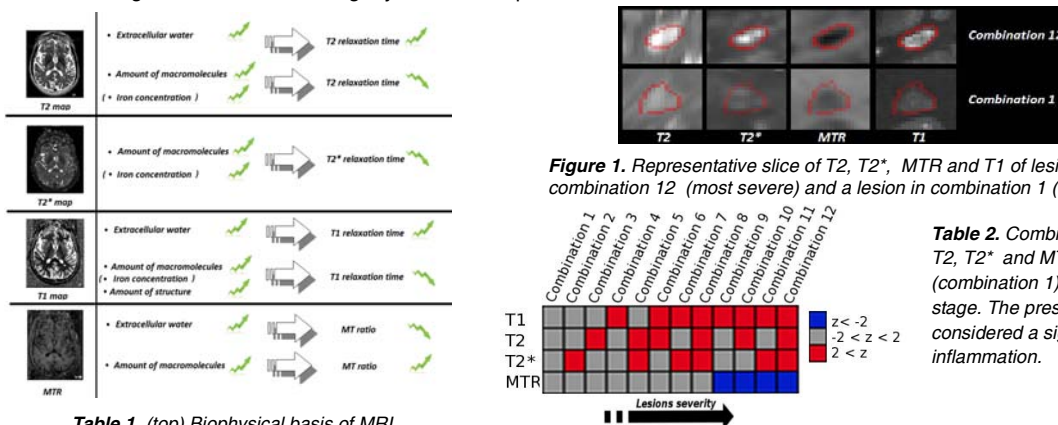 • Extracellular water
T2 relaxation time
• Amount of macromolecules
( • Iron concentration )
T2 relaxation time
T2 map
• Amount of macromolecules
( • Iron concentration )
T2* relaxation time
T2* map
• Extracellular water
T1 relaxation time
• Amount of macromolecules
( • Iron concentration )
• Amount of structure
T1 relaxation time
T1 map
• Extracellular water
MT ratio
• Amount of macromolecules
MT ratio
MTR
Table 1. (top) Biophysical basis of MRI
Combination 12
Combination 1
T2 T2* MTR T1
Figure 1. Representative slice of T2, T2*, MTR and T1 of lesi
combination 12 (most severe) and a lesion in combination 1 (
Combination 1
Combination 2
Combination 3
Combination 4
Combination 5
Combination 6
Combination 7
Combination 8
Combination 9
Combination 10
Combination 11
Combination 12
T1
T2
T2*
MTR
z< -2
-2 < z < 2
2 < z
Lesions severity
Table 2. Combin
T2, T2* and MT
(combination 1)
stage. The pres
considered a sig
inflammation.